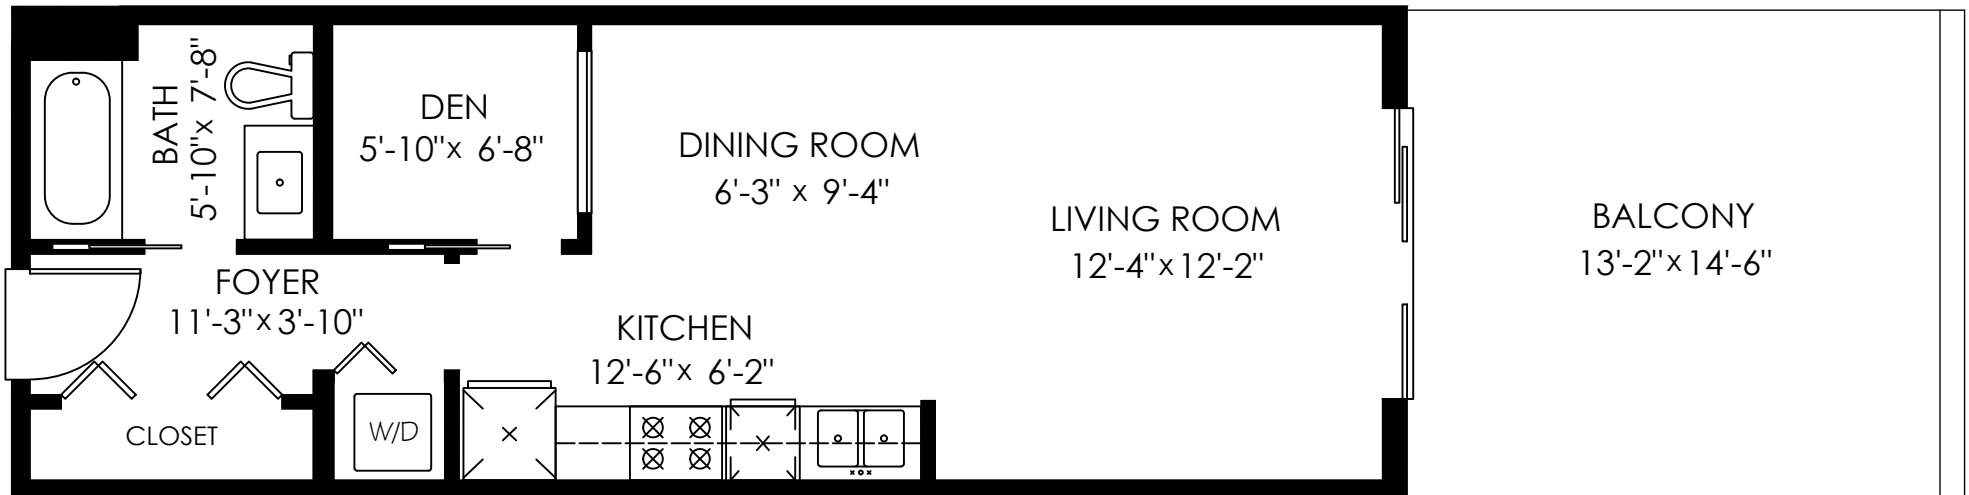 BATH
5'-10"x 7'-8"
DEN
5'-10"x 6'-8"
DINING ROOM
6'-3" x 9'-4"
LIVING ROOM
12'-4"x12'-2"
BALCONY
13'-2"x14'-6"
FOYER
11'-3"x3'-10"
KITCHEN
12'-6"x 6'-2"
CLOSET
W/D